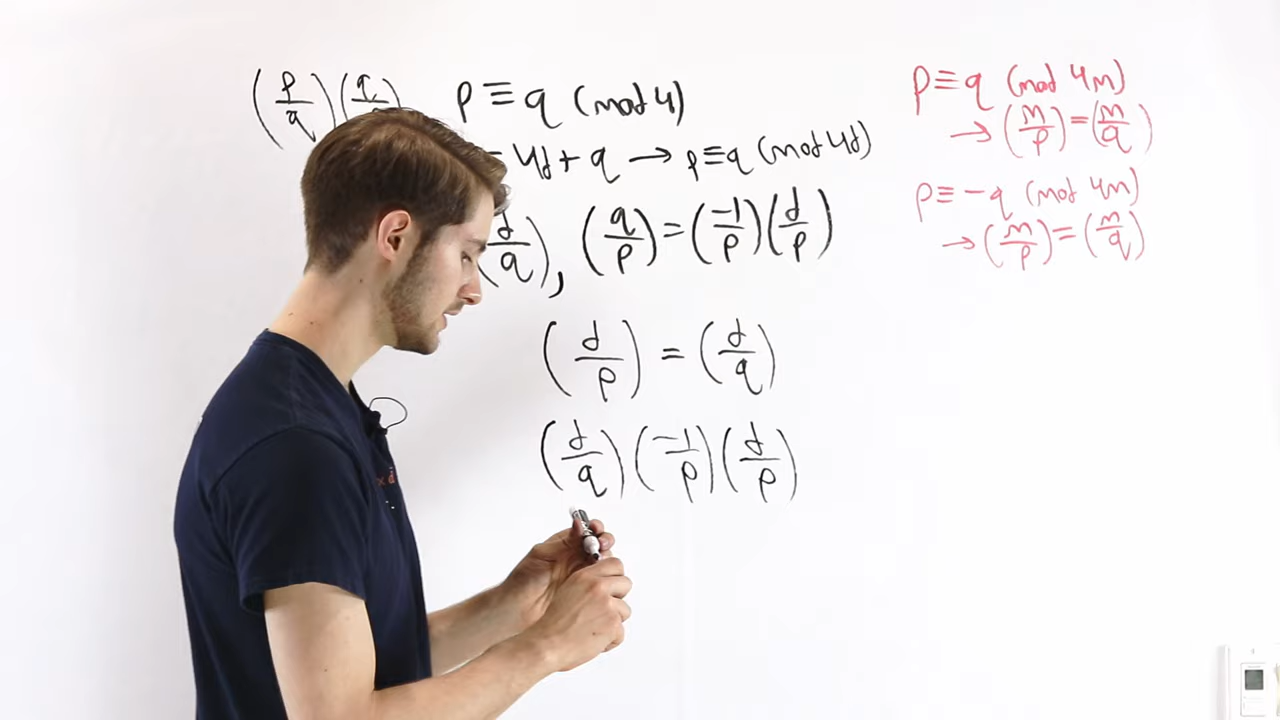 (p/q)(q/ p ≡ q (mod 4)
= 4d + q → p ≡ q (mod 4d)
(d/q), (q/p) = (-1/p)(d/p)
(d/p) = (d/q)
(d/q)(-1/p)(d/p)
p ≡ q (mod 4m)
→ (m/p) = (m/q)
p ≡ -q (mod 4m)
→ (m/p) = (m/q)